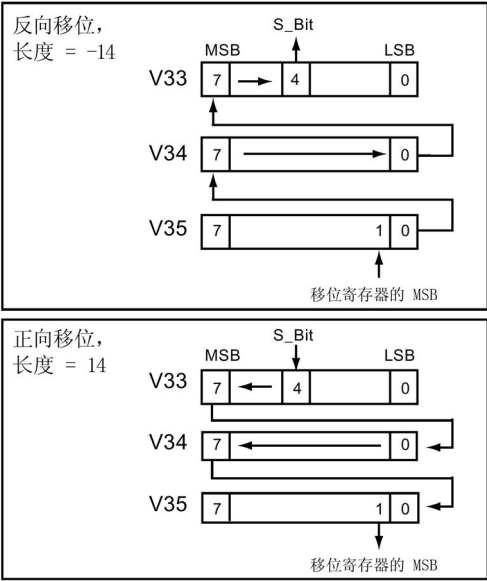 反向移位，
长度 = -14
S_Bit
MSB LSB
V33 7 4 0
V34 7 0
V35 7 1 0
移位寄存器的 MSB
正向移位，
长度 = 14
S_Bit
MSB LSB
V33 7 4 0
V34 7 0
V35 7 1 0
移位寄存器的 MSB